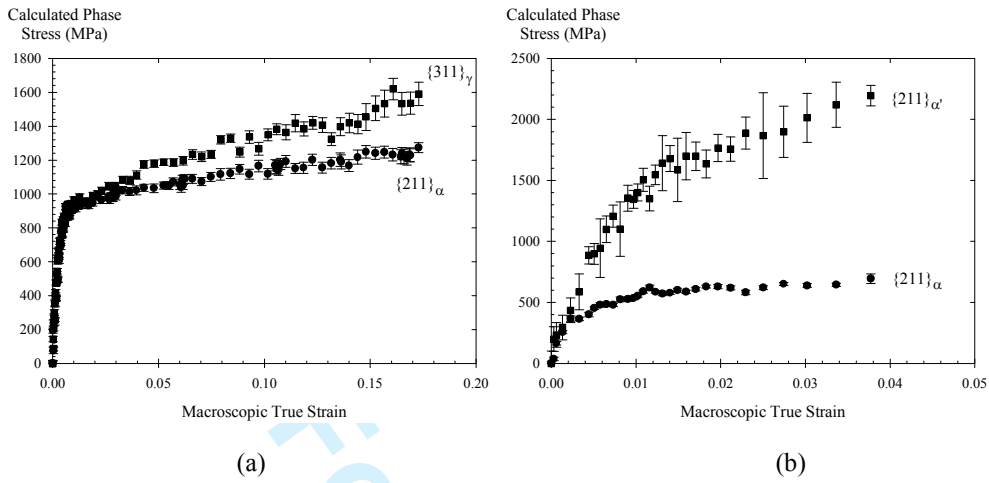 Calculated Phase
Stress (MPa)
1800
1600
1400
1200
1000
800
600
400
200
0
0.00
0.05
0.10
0.15
0.20
Macroscopic True Strain
{311}γ
{211}α
(a)
Calculated Phase
Stress (MPa)
2500
2000
1500
1000
500
0
0.00
0.01
0.02
0.03
0.04
0.05
Macroscopic True Strain
{211}α'
{211}α
(b)